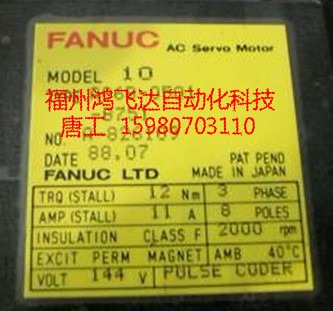 FANUC AC Servo Motor
MODEL 10
福州鸿飞达自动化科技
唐工 15980703110
NO.
DATE 88.07
PAT PEND
FANUC LTD MADE IN JAPAN
TRQ (STALL) 12 Nm 3 PHASE
AMP (STALL) 11 A 8 POLES
INSULATION CLASS F 2000 rpm
EXCIT PERM MAGNET AMB 40°C
VOLT 144 V PULSE CODER